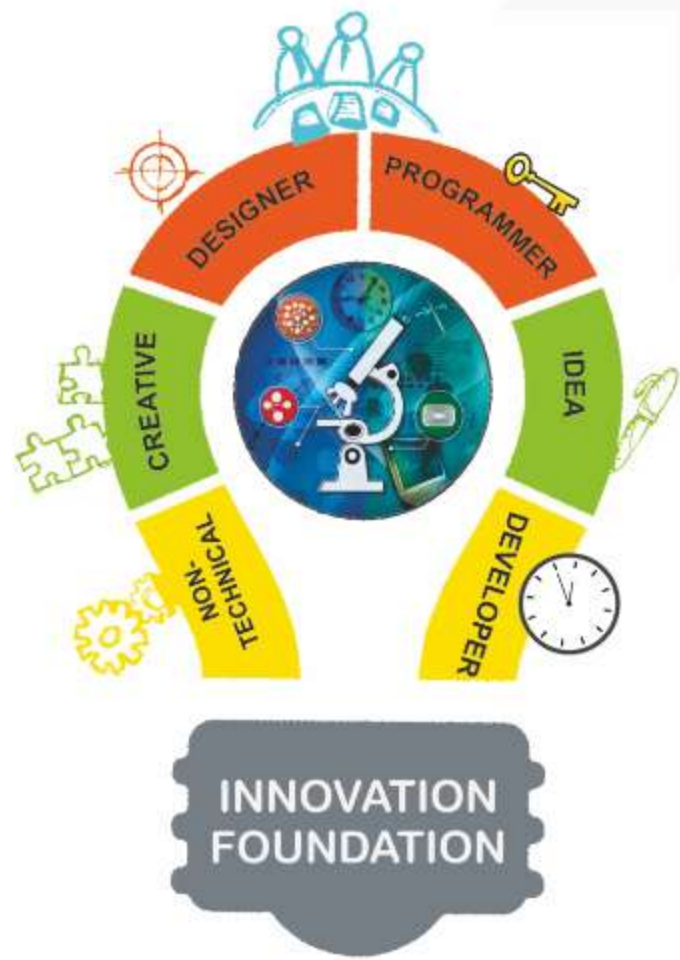 DESIGNER
PROGRAMMER
CREATIVE
IDEA
NON-
TECHNICAL
DEVELOPER
INNOVATION
FOUNDATION